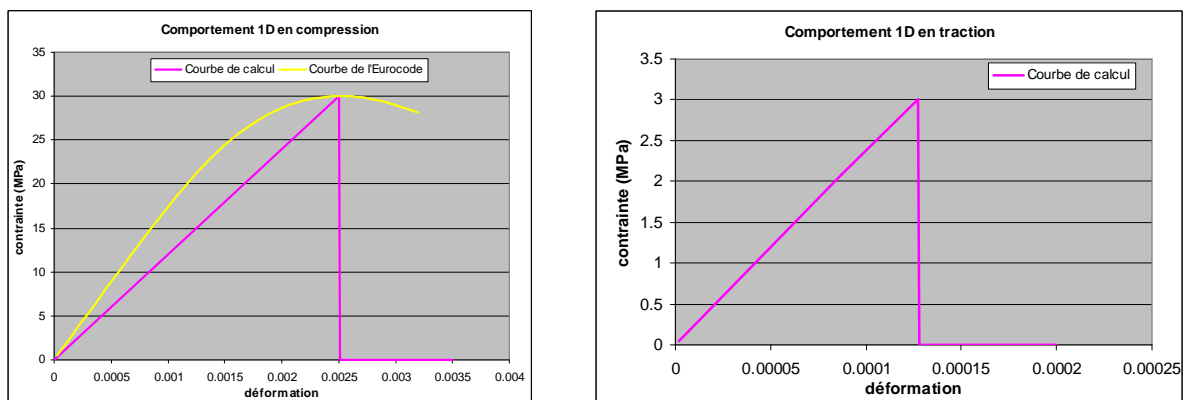 Comportement 1D en compression
Courbe de calcul
Courbe de l'Eurocode
contrainte (MPa)
35
30
25
20
15
10
5
0
0 0.0005 0.001 0.0015 0.002 0.0025 0.003 0.0035 0.004
déformation
Comportement 1D en traction
Courbe de calcul
contrainte (MPa)
3.5
3
2.5
2
1.5
1
0.5
0
0 0.00005 0.0001 0.00015 0.0002 0.00025
déformation